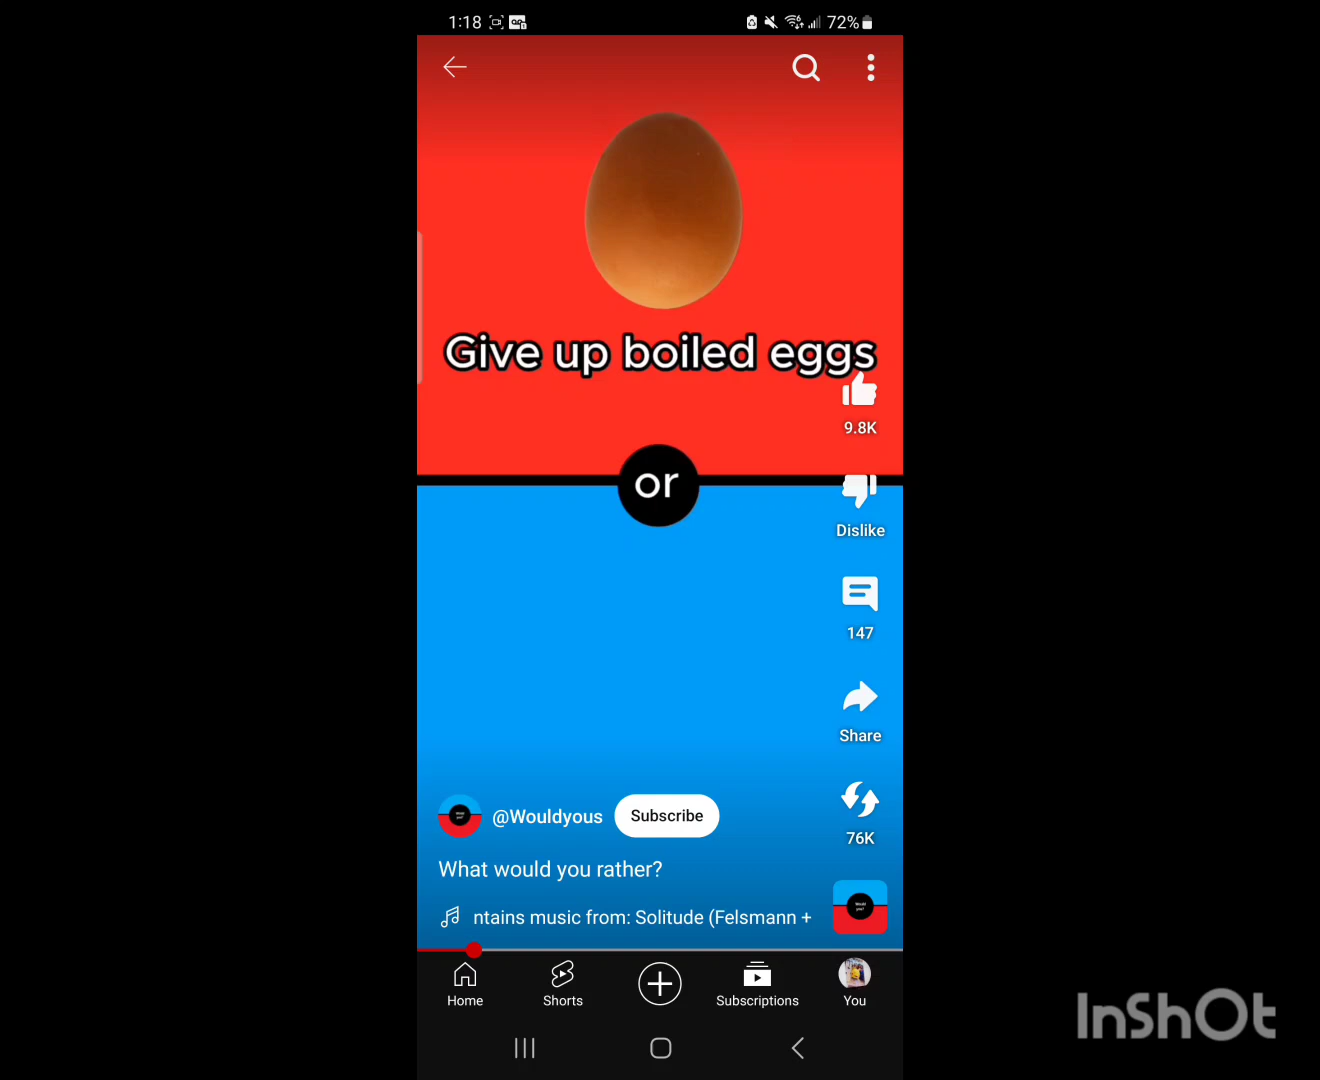 1:18
72%
Give up boiled eggs
9.8K
or
Dislike
147
Share
@Wouldyous
Subscribe
76K
What would you rather?
ntains music from: Solitude (Felsmann +
Home
Shorts
Subscriptions
You
InShOt